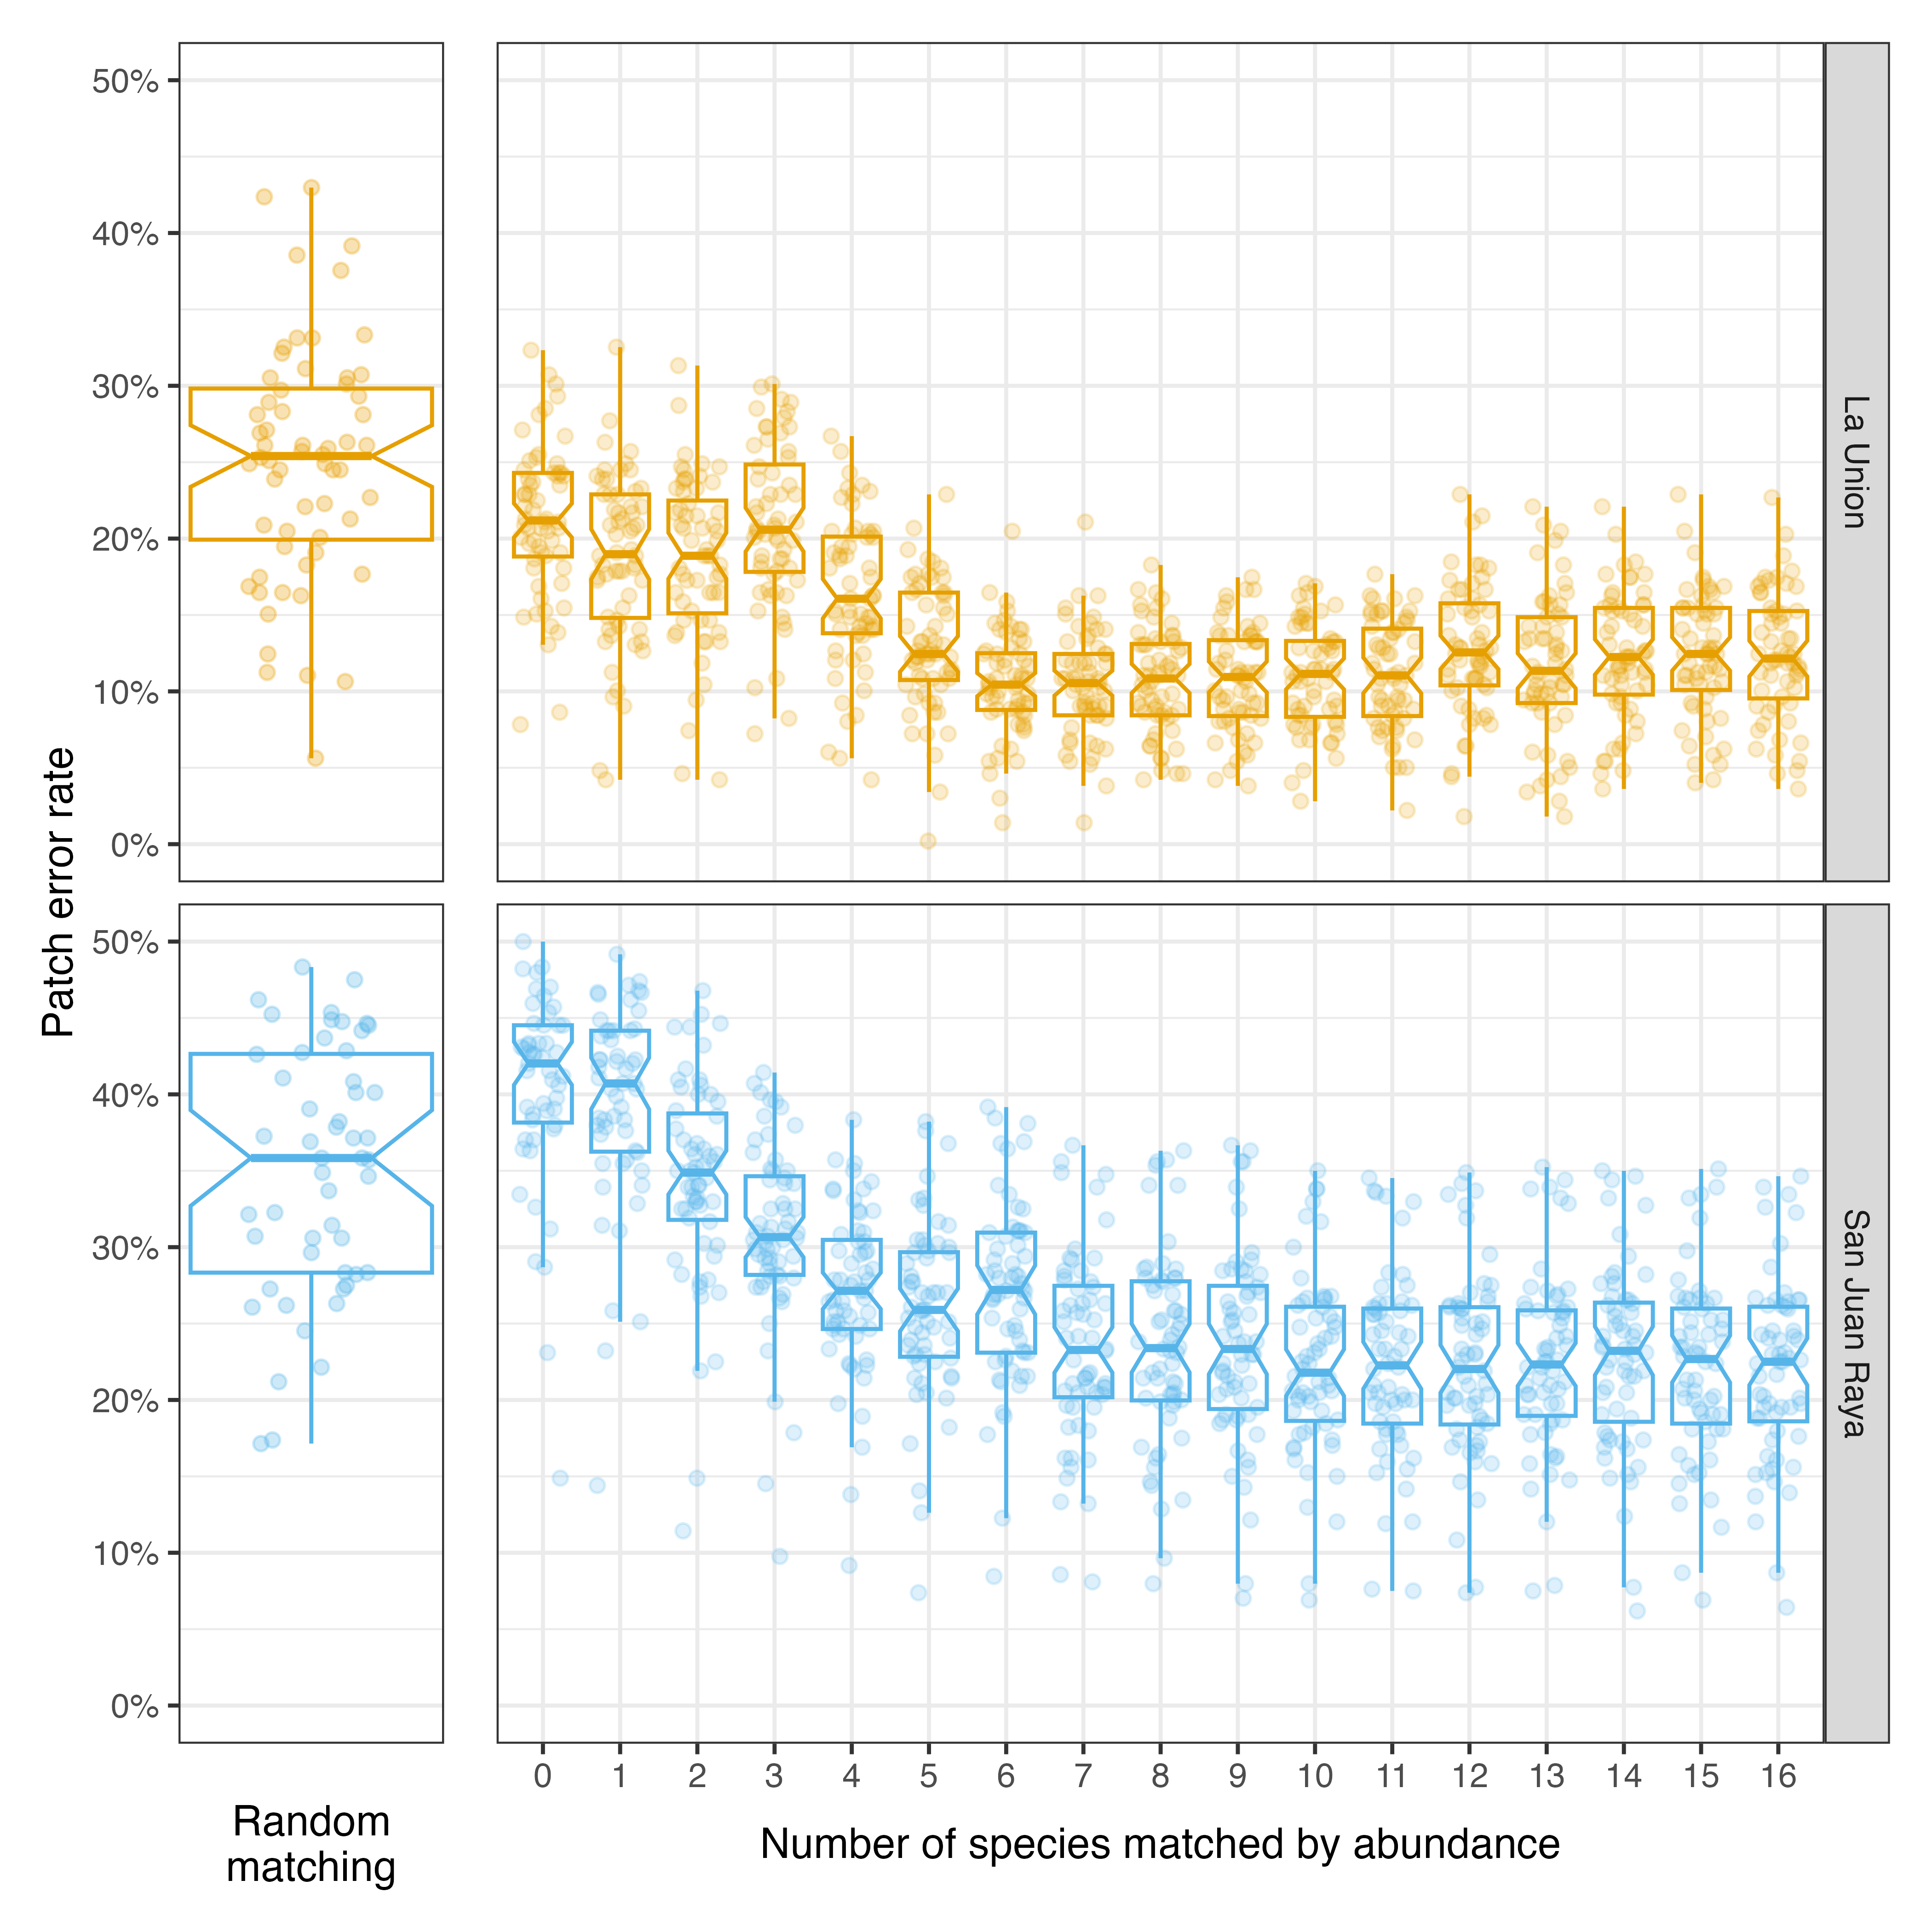 Patch error rate
50%
40%
30%
20%
10%
0%
La Union
50%
40%
30%
20%
10%
0%
San Juan Raya
0 1 2 3 4 5 6 7 8 9 10 11 12 13 14 15 16
Random
matching
Number of species matched by abundance